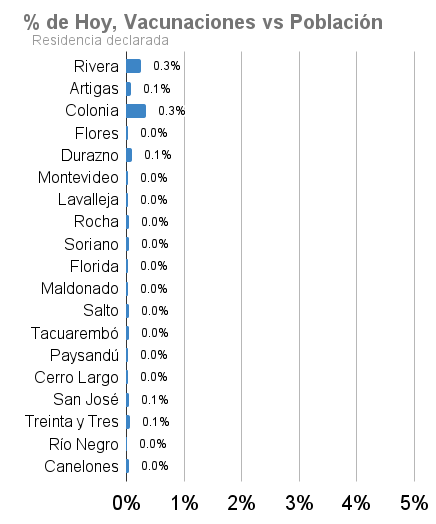 % de Hoy, Vacunaciones vs Población
Residencia declarada
Rivera 0.3%
Artigas 0.1%
Colonia 0.3%
Flores 0.0%
Durazno 0.1%
Montevideo 0.0%
Lavalleja 0.0%
Rocha 0.0%
Soriano 0.0%
Florida 0.0%
Maldonado 0.0%
Salto 0.0%
Tacuarembó 0.0%
Paysandú 0.0%
Cerro Largo 0.0%
San José 0.1%
Treinta y Tres 0.1%
Río Negro 0.0%
Canelones 0.0%
0% 1% 2% 3% 4% 5%